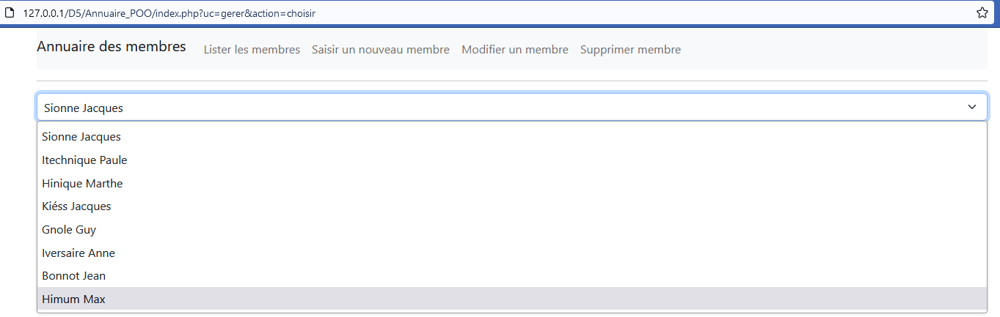 127.0.0.1/D5/Annuaire_POO/index.php?uc=gerer&action=choisir
Annuaire des membres Lister les membres Saisir un nouveau membre Modifier un membre Supprimer membre
Sionne Jacques
Sionne Jacques
Itechnique Paule
Hinique Marthe
Kiéss Jacques
Gnole Guy
Iversaire Anne
Bonnot Jean
Himum Max